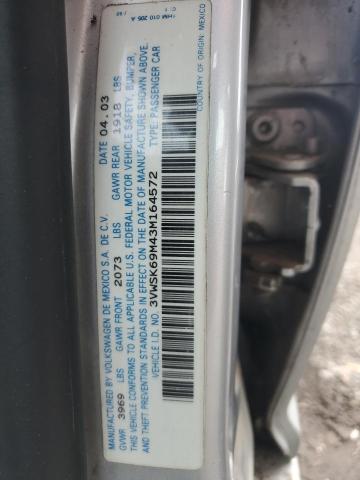 MANUFACTURED BY VOLKSWAGEN DE MEXICO S.A. DE C.V. DATE 04.03
GVWR 3969 LBS GAWR FRONT 2073 LBS GAWR REAR 1918 LBS
THIS VEHICLE CONFORMS TO ALL APPLICABLE U.S. FEDERAL MOTOR VEHICLE SAFETY, BUMPER,
AND THEFT PREVENTION STANDARDS IN EFFECT ON THE DATE OF MANUFACTURE SHOWN ABOVE.
VEHICLE I.D. NO. 3VWSK69M43M164572 TYPE: PASSENGER CAR
COUNTRY OF ORIGIN: MEXICO